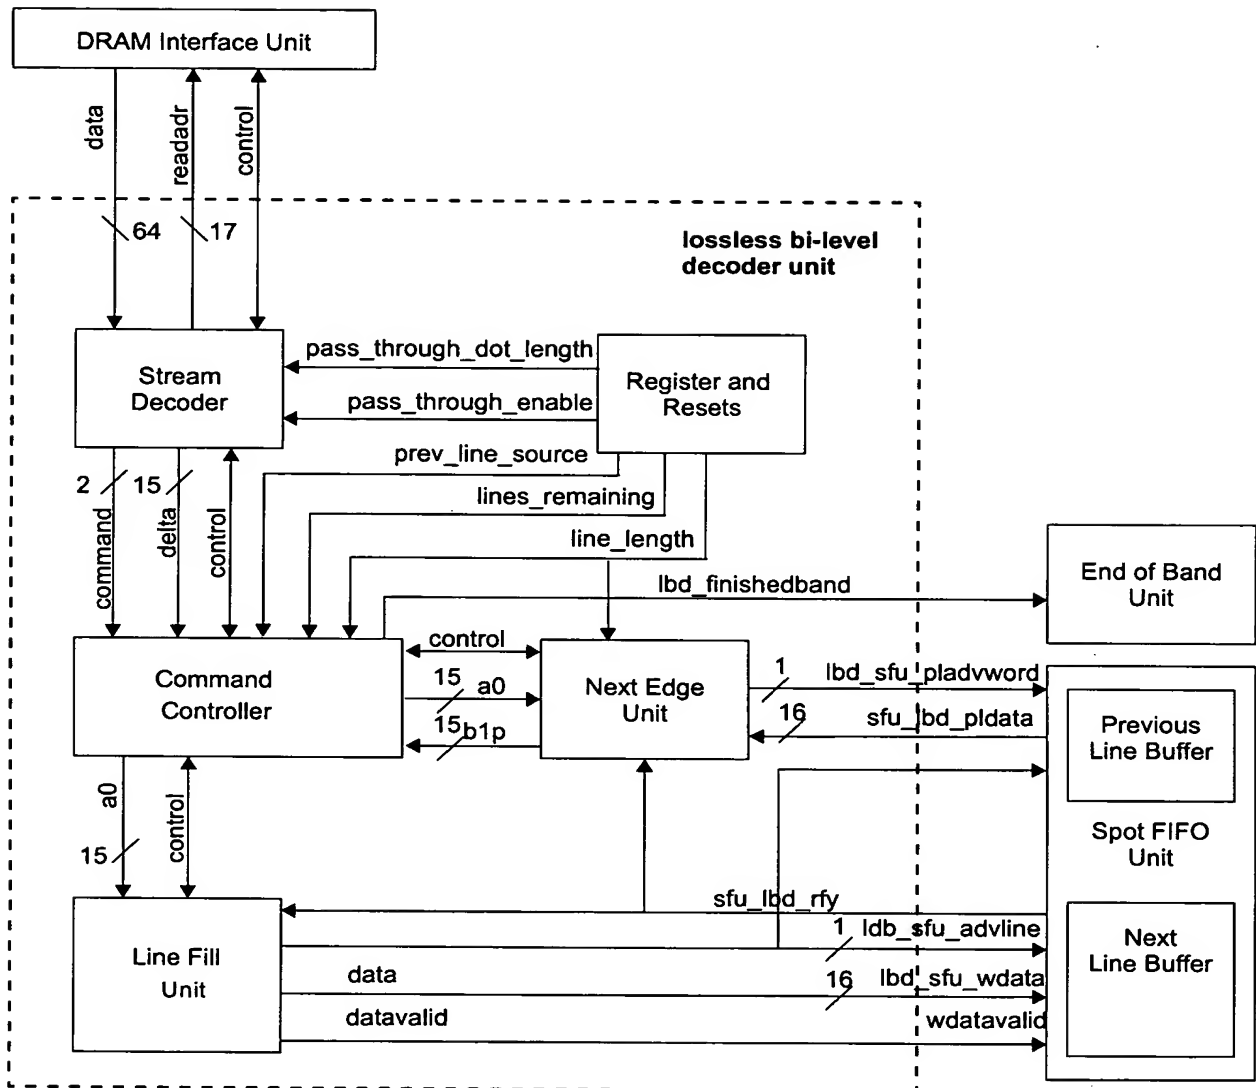 DRAM Interface Unit
data
readadr
control
64
17
lossless bi-level
decoder unit
Stream
Decoder
pass_through_dot_length
pass_through_enable
Register and
Resets
prev_line_source
lines_remaining
line_length
2
15
command
delta
control
lbd_finishedband
End of Band
Unit
Command
Controller
control
15
a0
15
b1p
Next Edge
Unit
1
lbd_sfu_pladvword
16
sfu_lbd_pldata
Previous
Line Buffer
Spot FIFO
Unit
a0
15
control
sfu_lbd_rfy
1
ldb_sfu_advline
Line Fill
Unit
data
16
lbd_sfu_wdata
datavalid
wdatavalid
Next
Line Buffer